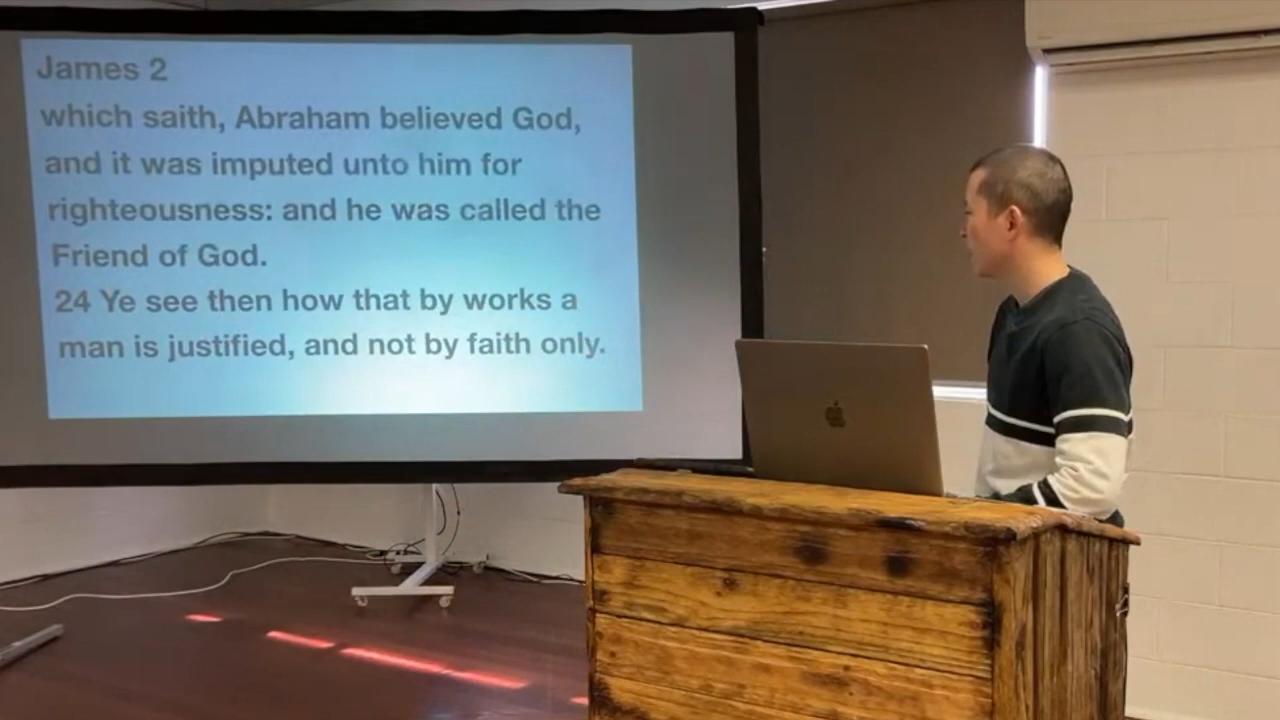 James 2
which saith, Abraham believed God,
and it was imputed unto him for
righteousness: and he was called the
Friend of God.
24 Ye see then how that by works a
man is justified, and not by faith only.